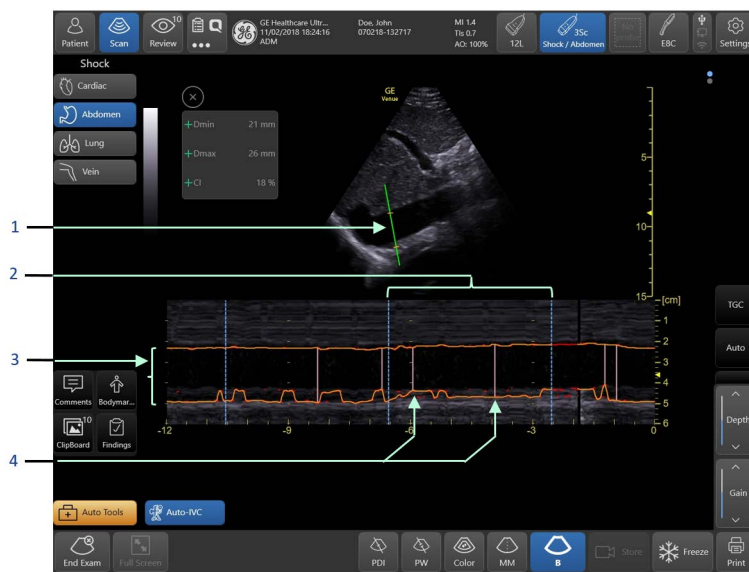 Patient
Scan
10
Review
GE Healthcare Ultr...
11/02/2018 18:24:16
ADM
Doe, John
070218-132717
MI 1.4
TIs 0.7
AO: 100%
12L
3Sc
Shock / Abdomen
No
E8C
Settings
Shock
Cardiac
Abdomen
Lung
Vein
Dmin 21 mm
Dmax 26 mm
CI 18 %
GE
Venue
5
10
15
1
2
3
4
[cm]
1
2
3
4
5
6
-12
-9
-6
-3
0
TGC
Auto
Depth
Gain
Comments
Bodymar...
10
ClipBoard
Findings
Auto Tools
Auto-IVC
End Exam
Full Screen
PDI
PW
Color
MM
B
Store
Freeze
Print